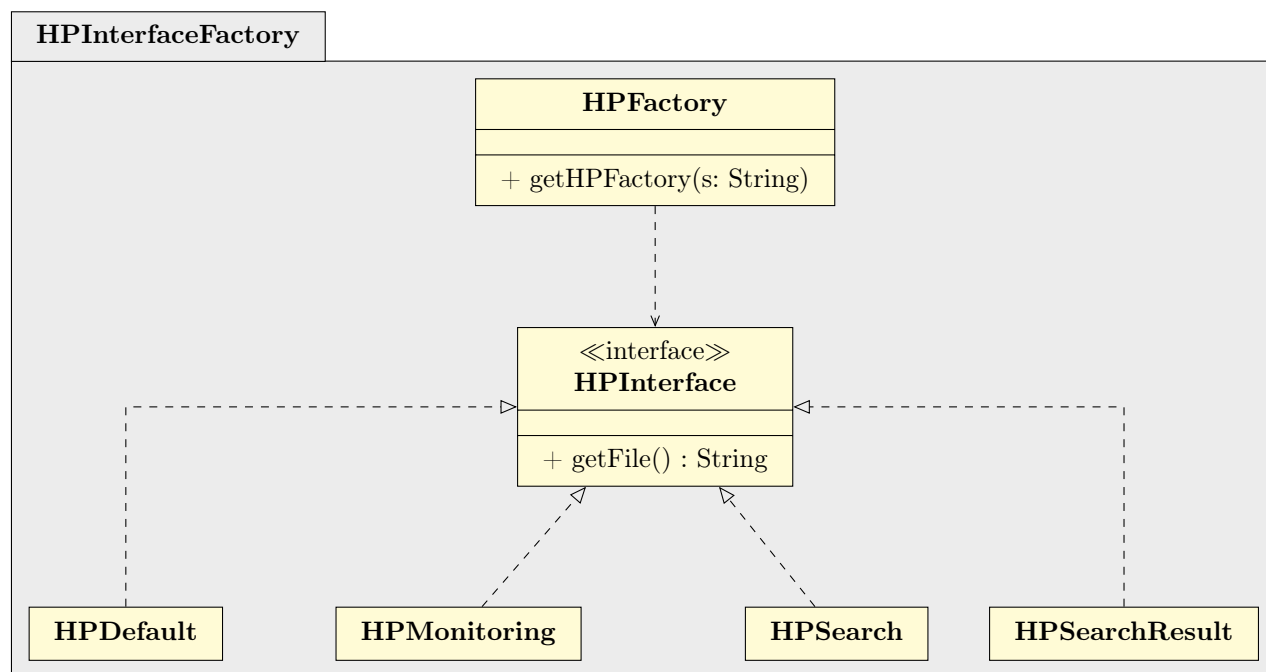 HPInterfaceFactory
HPFactory
+ getHPFactory(s: String)
≪interface≫
HPInterface
+ getFile() : String
HPDefault
HPMonitoring
HPSearch
HPSearchResult